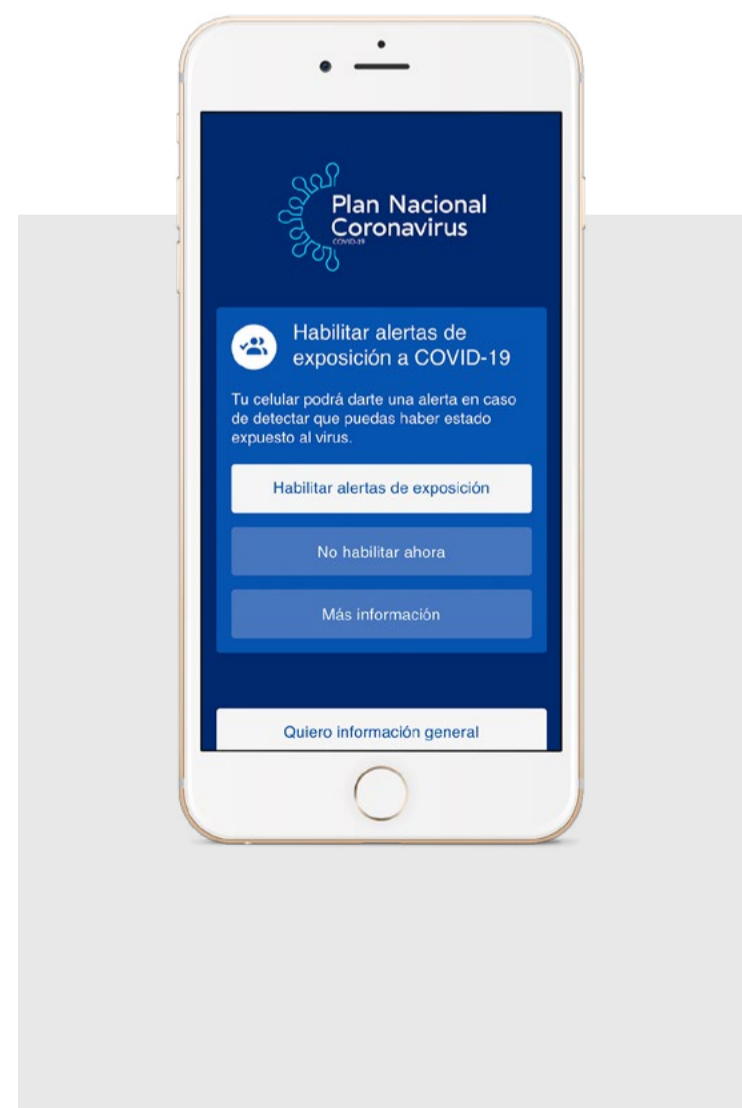 Plan Nacional
Coronavirus
COVID-19
Habilitar alertas de
exposición a COVID-19
Tu celular podrá darte una alerta en caso
de detectar que puedas haber estado
expuesto al virus.
Habilitar alertas de exposición
No habilitar ahora
Más información
Quiero información general